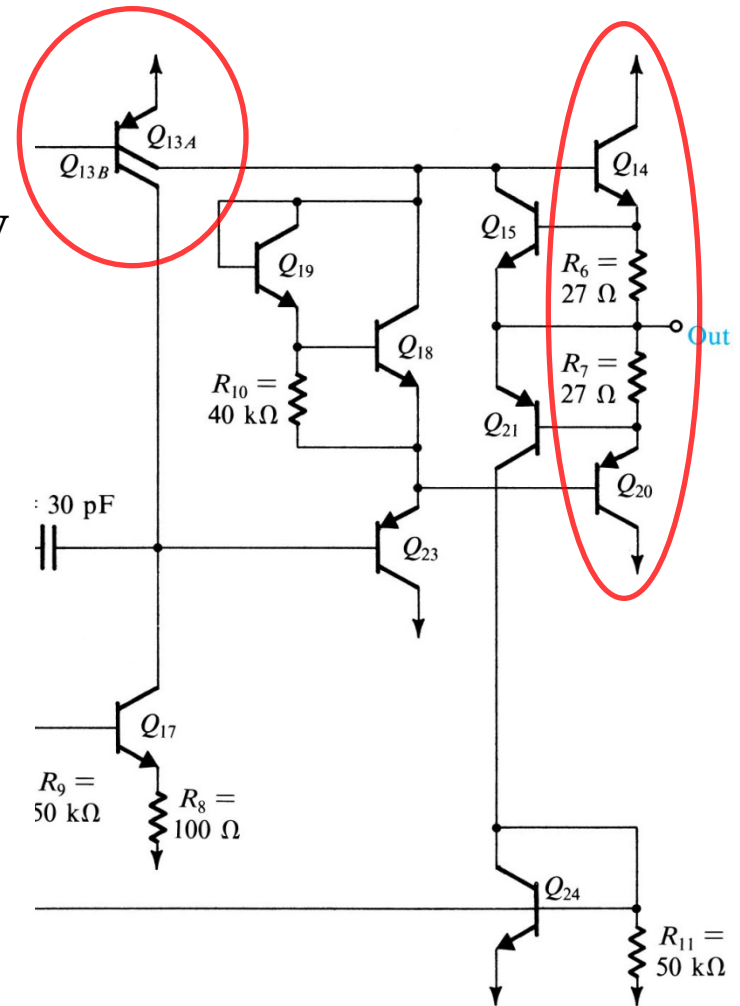 Q13A
Q13B
Q14
Q15
Q19
R6 =
27 Ω
Out
Q18
R7 =
27 Ω
R10 =
40 kΩ
Q21
Q20
30 pF
Q23
Q17
R9 =
50 kΩ
R8 =
100 Ω
Q24
R11 =
50 kΩ